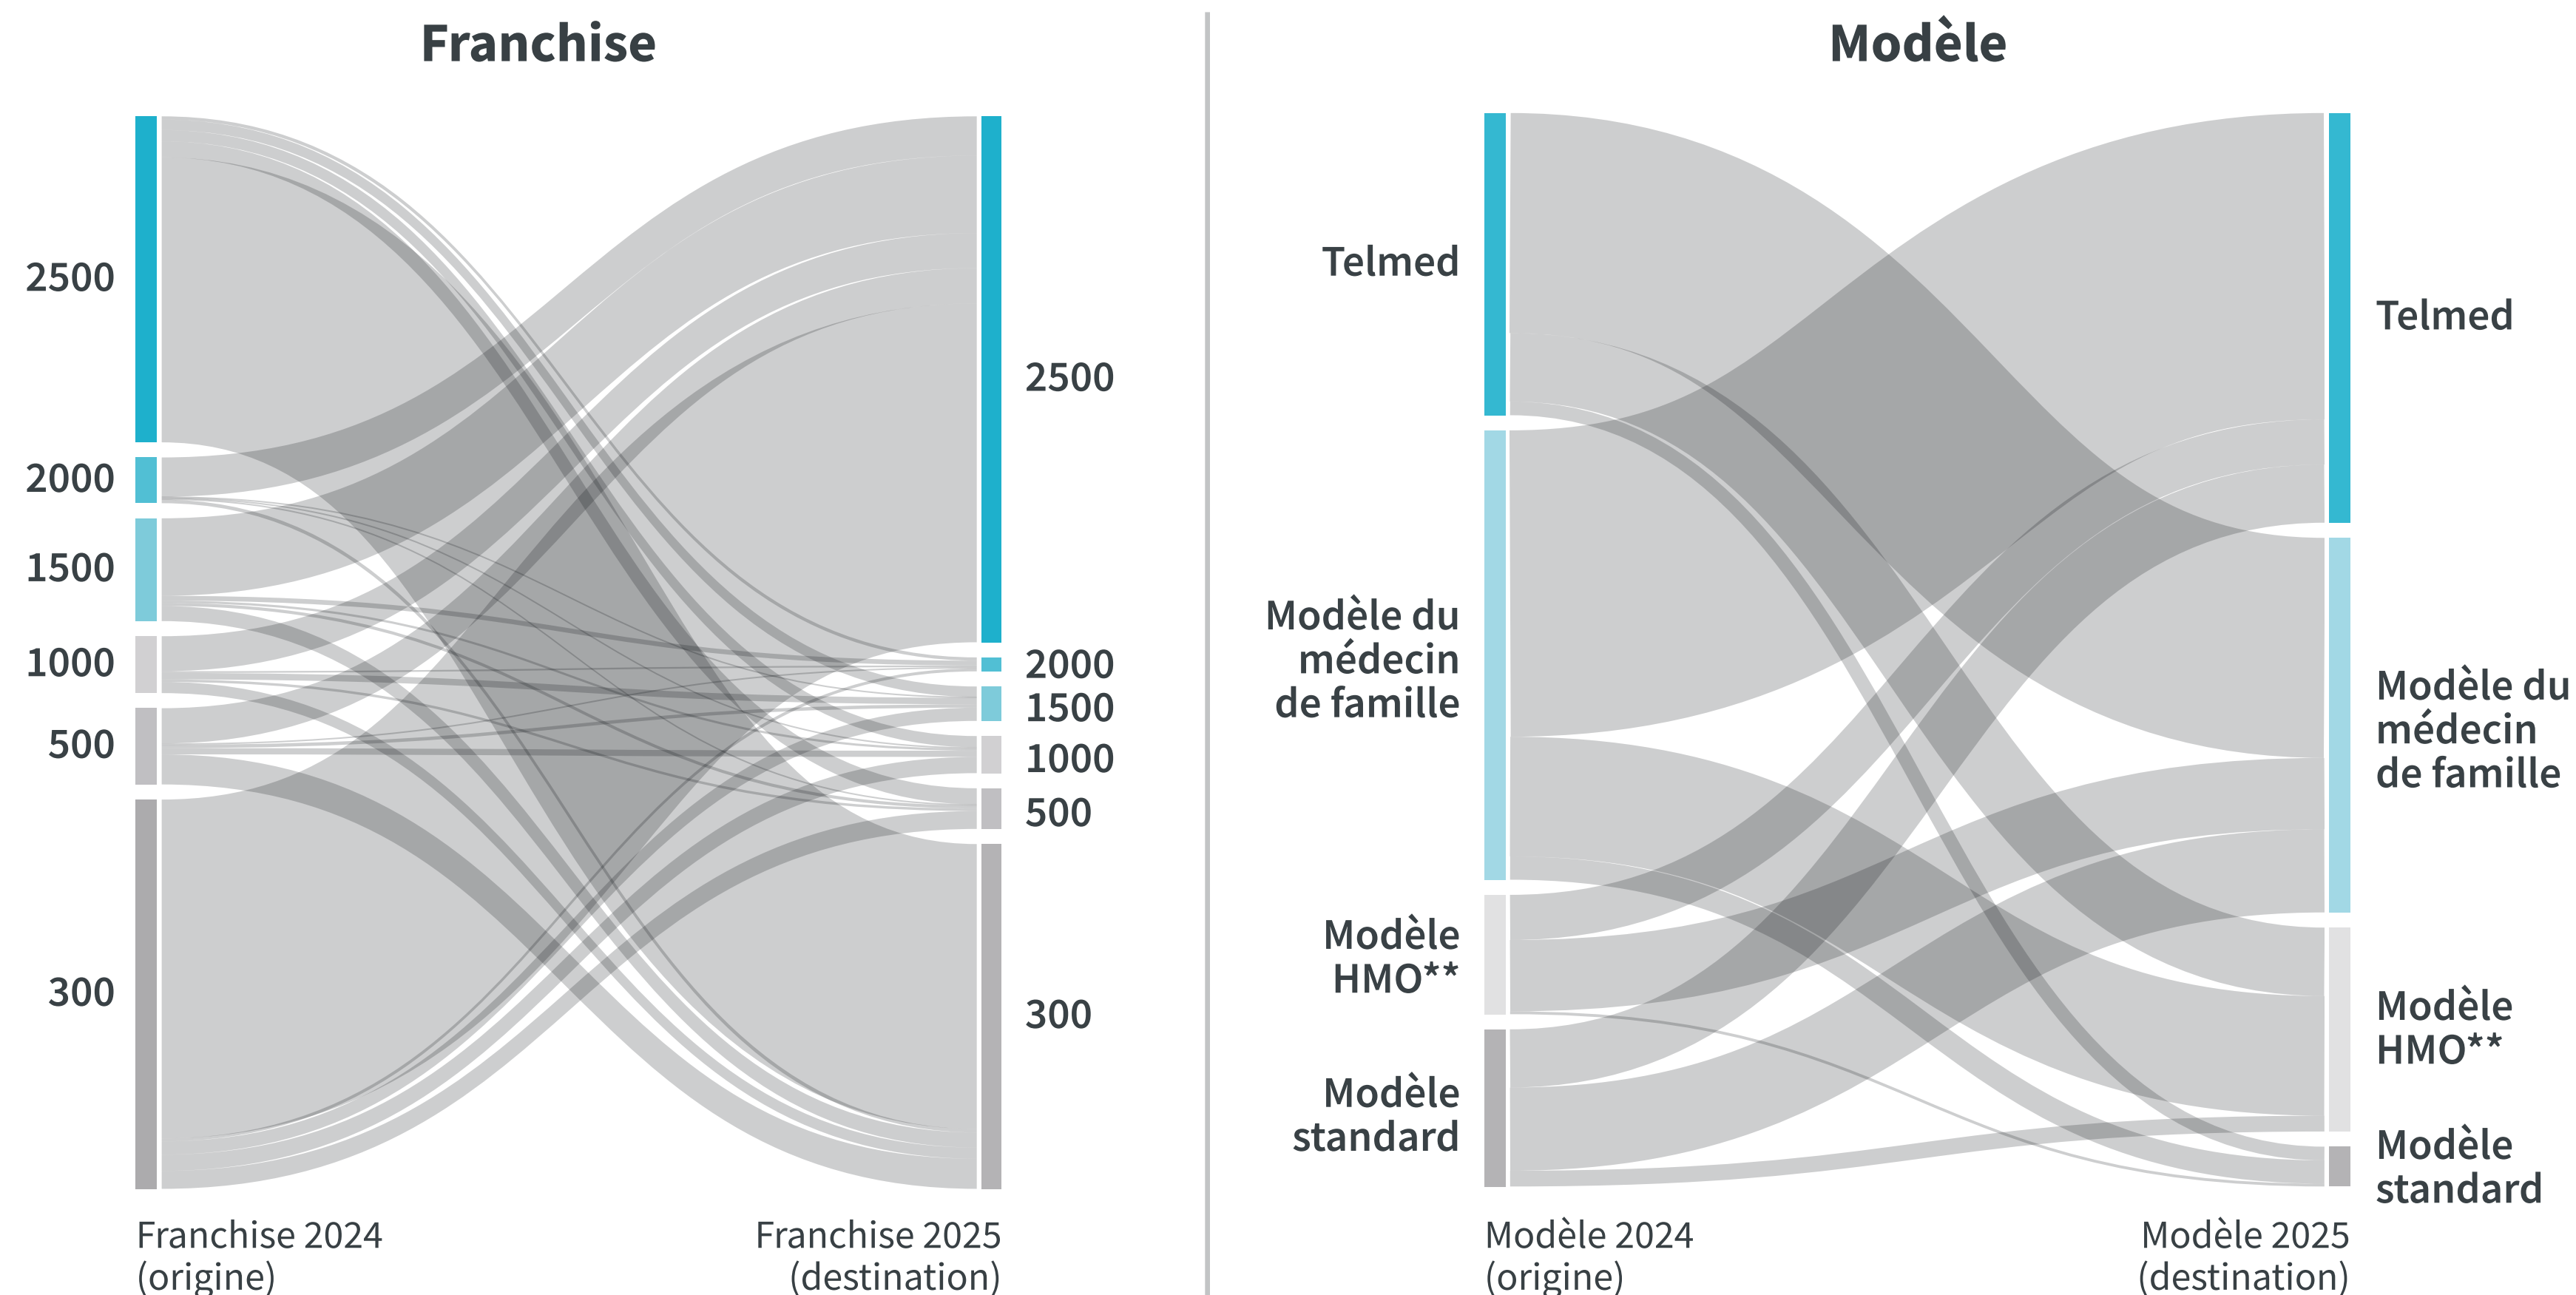 Franchise
2500
2000
1500
1000
500
300
2500
2000
1500
1000
500
300
Franchise 2024
(origine)
Franchise 2025
(destination)
Modèle
Telmed
Modèle du
médecin
de famille
Modèle
HMO**
Modèle
standard
Telmed
Modèle du
médecin
de famille
Modèle
HMO**
Modèle
standard
Modèle 2024
(origine)
Modèle 2025
(destination)